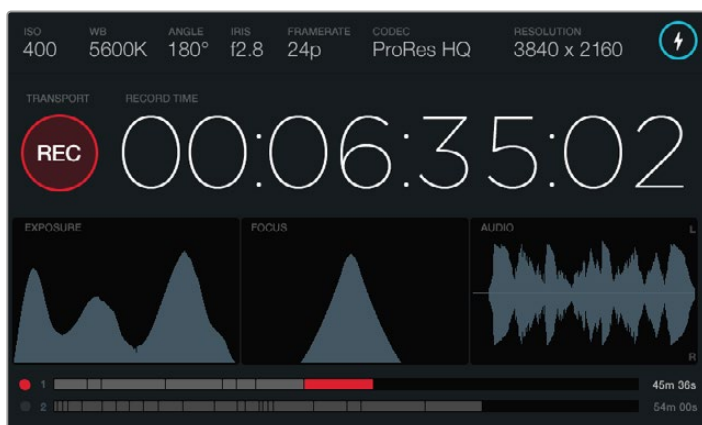 ISO WB ANGLE IRIS FRAMERATE CODEC RESOLUTION
400 5600K 180° f2.8 24p ProRes HQ 3840 x 2160
TRANSPORT RECORD TIME
REC 00:06:35:02
EXPOSURE FOCUS AUDIO L
R
1 45m 36s
2 54m 00s